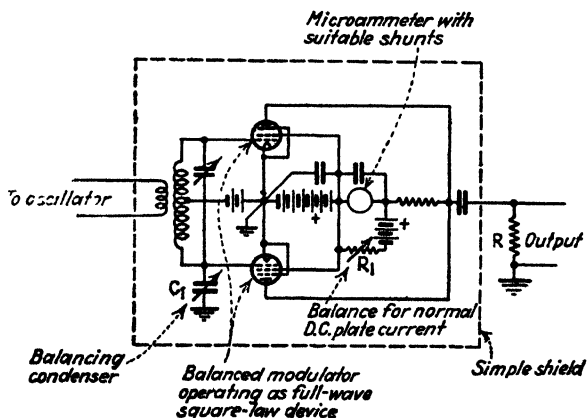 Microammeter with
suitable shunts
To oscillator
+
+
R1
R
Output
C1
Balance for normal
D.C. plate current
Balancing
condenser
Balanced modulator
operating as full-wave
square-law device
Simple shield